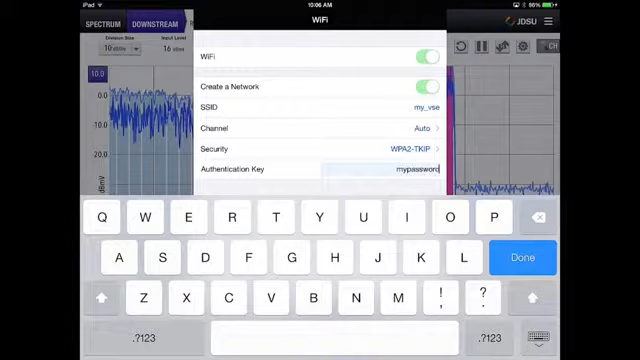 iPad
10:06 AM
86%
SPECTRUM
DOWNSTREAM
WiFi
JDSU
Division Size
Input Level
10 dB/div
16
CH
WiFi
10.0
0.0
-10.0
-20.0
dBmV
Create a Network
SSID my_vse
Channel Auto
Security WPA2-TKIP
Authentication Key mypassword
Q W E R T Y U I O P
A S D F G H J K L Done
Z X C V B N M ! , ? .
.?123 .?123